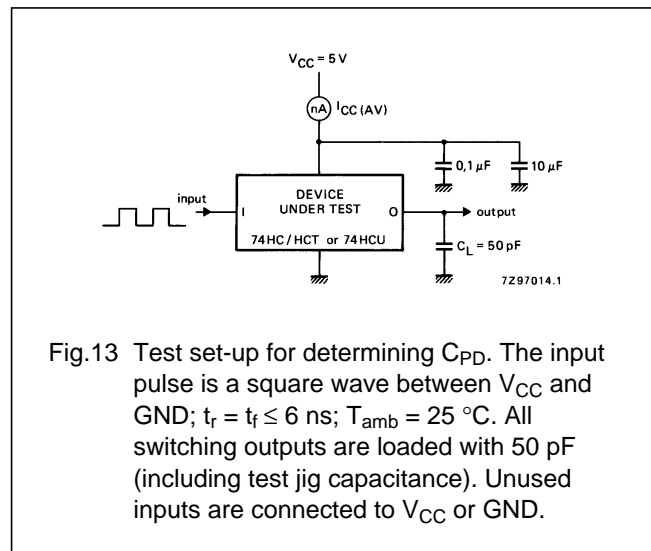 V_CC = 5 V
nA I_CC (AV)
0,1 µF
10 µF
input
I
DEVICE
UNDER TEST
O
output
74HC/HCT or 74HCU
C_L = 50 pF
7Z97014.1
Fig.13 Test set-up for determining C_PD. The input
pulse is a square wave between V_CC and
GND; t_r = t_f ≤ 6 ns; T_amb = 25 °C. All
switching outputs are loaded with 50 pF
(including test jig capacitance). Unused
inputs are connected to V_CC or GND.